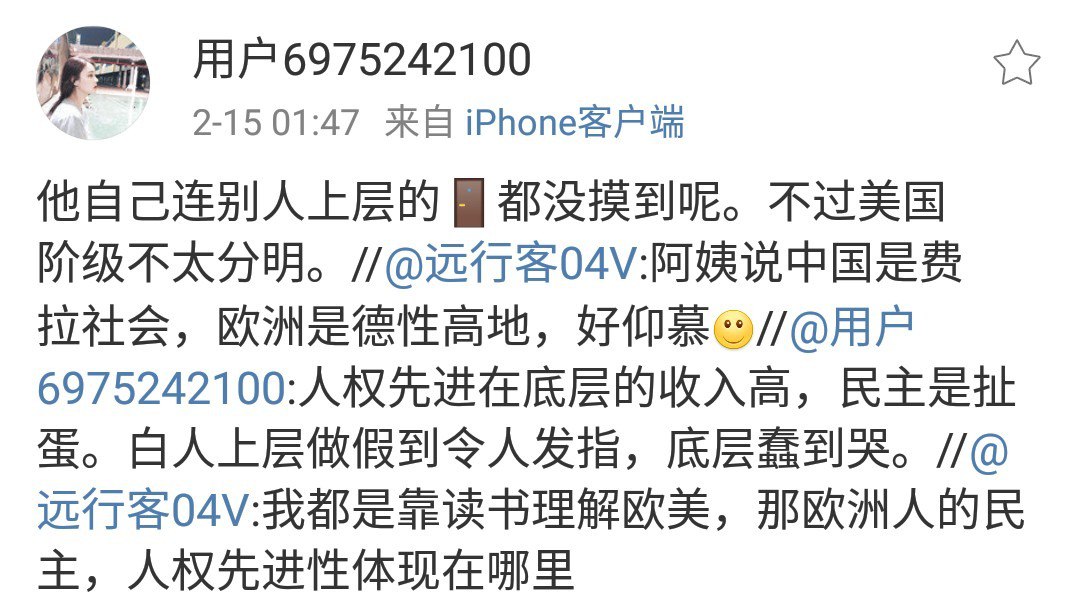 用户6975242100
2-15 01:47 来自 iPhone客户端
他自己连别人上层的🚪都没摸到呢。不过美国
阶级不太分明。//@远行客04V:阿姨说中国是费
拉社会，欧洲是德性高地，好仰慕🙂//@用户
6975242100:人权先进在底层的收入高，民主是扯
蛋。白人上层做假到令人发指，底层蠢到哭。//@
远行客04V:我都是靠读书理解欧美，那欧洲人的民
主，人权先进性体现在哪里